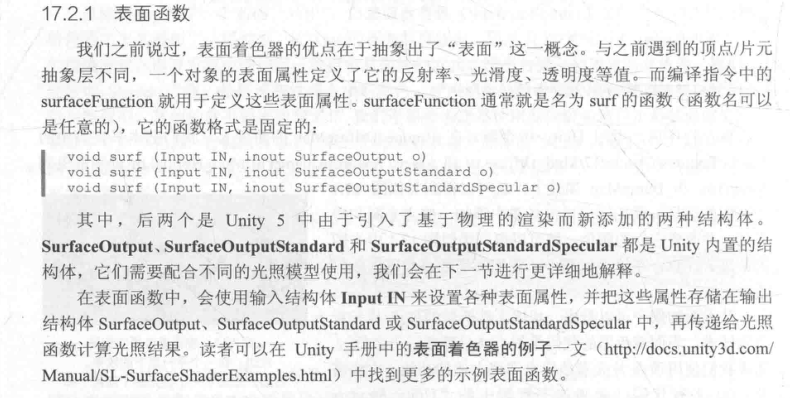 17.2.1 表面函数
我们之前说过，表面着色器的优点在于抽象出了“表面”这一概念。与之前遇到的顶点/片元
抽象层不同，一个对象的表面属性定义了它的反射率、光滑度、透明度等值。而编译指令中的
surfaceFunction 就用于定义这些表面属性。surfaceFunction 通常就是名为 surf 的函数（函数名可以
是任意的），它的函数格式是固定的：
void surf (Input IN, inout SurfaceOutput o)
void surf (Input IN, inout SurfaceOutputStandard o)
void surf (Input IN, inout SurfaceOutputStandardSpecular o)
其中，后两个是 Unity 5 中由于引入了基于物理的渲染而新添加的两种结构体。
SurfaceOutput、SurfaceOutputStandard 和 SurfaceOutputStandardSpecular 都是 Unity 内置的结
构体，它们需要配合不同的光照模型使用，我们会在下一节进行更详细地解释。
在表面函数中，会使用输入结构体 Input IN 来设置各种表面属性，并把这些属性存储在输出
结构体 SurfaceOutput、SurfaceOutputStandard 或 SurfaceOutputStandardSpecular 中，再传递给光照
函数计算光照结果。读者可以在 Unity 手册中的表面着色器的例子一文（http://docs.unity3d.com/
Manual/SL-SurfaceShaderExamples.html）中找到更多的示例表面函数。